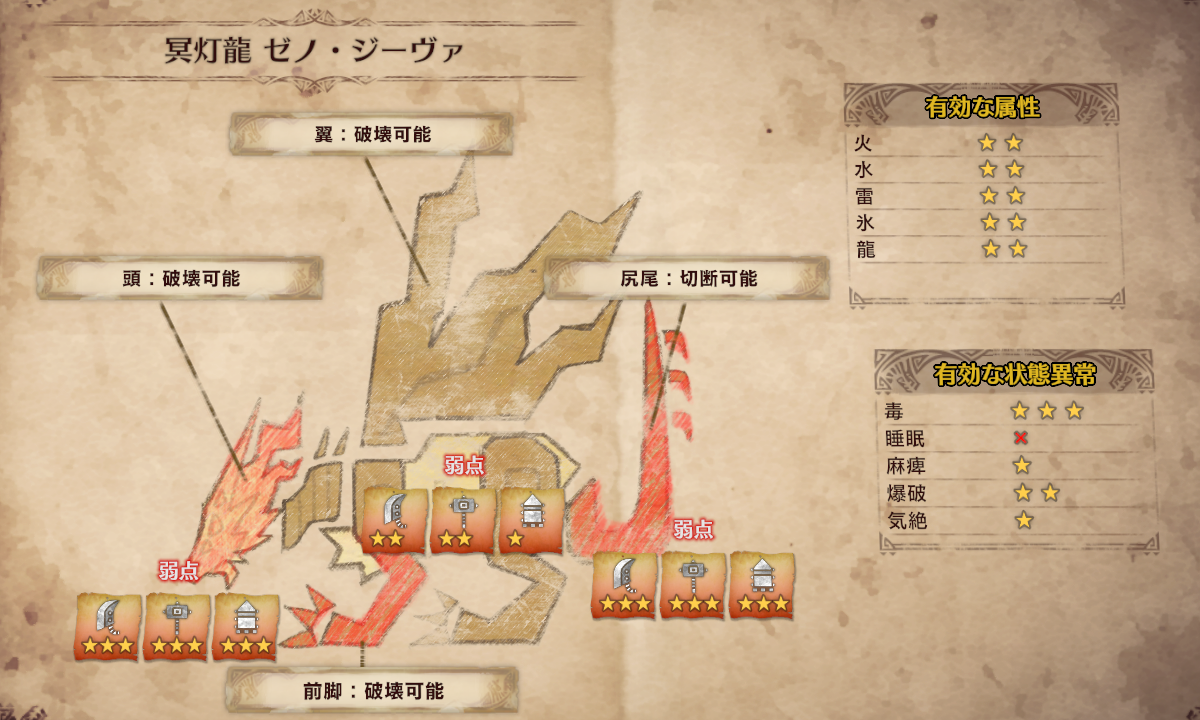 冥灯龍 ゼノ・ジーヴァ
翼：破壊可能
頭：破壊可能
尻尾：切断可能
弱点
弱点
弱点
前脚：破壊可能
有効な属性
火
水
雷
氷
龍
有効な状態異常
毒
睡眠
麻痺
爆破
気絶